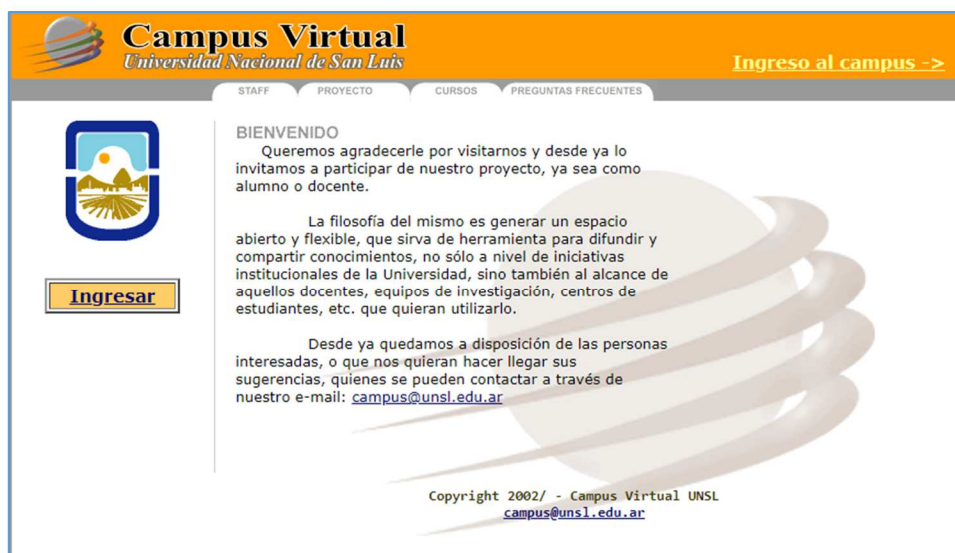 Campus Virtual
Universidad Nacional de San Luis
Ingreso al campus ->
STAFF PROYECTO CURSOS PREGUNTAS FRECUENTES
Ingresar
BIENVENIDO
Queremos agradecerle por visitarnos y desde ya lo
invitamos a participar de nuestro proyecto, ya sea como
alumno o docente.
La filosofía del mismo es generar un espacio
abierto y flexible, que sirva de herramienta para difundir y
compartir conocimientos, no sólo a nivel de iniciativas
institucionales de la Universidad, sino también al alcance de
aquellos docentes, equipos de investigación, centros de
estudiantes, etc. que quieran utilizarlo.
Desde ya quedamos a disposición de las personas
interesadas, o que nos quieran hacer llegar sus
sugerencias, quienes se pueden contactar a través de
nuestro e-mail: campus@unsl.edu.ar
Copyright 2002/ - Campus Virtual UNSL
campus@unsl.edu.ar